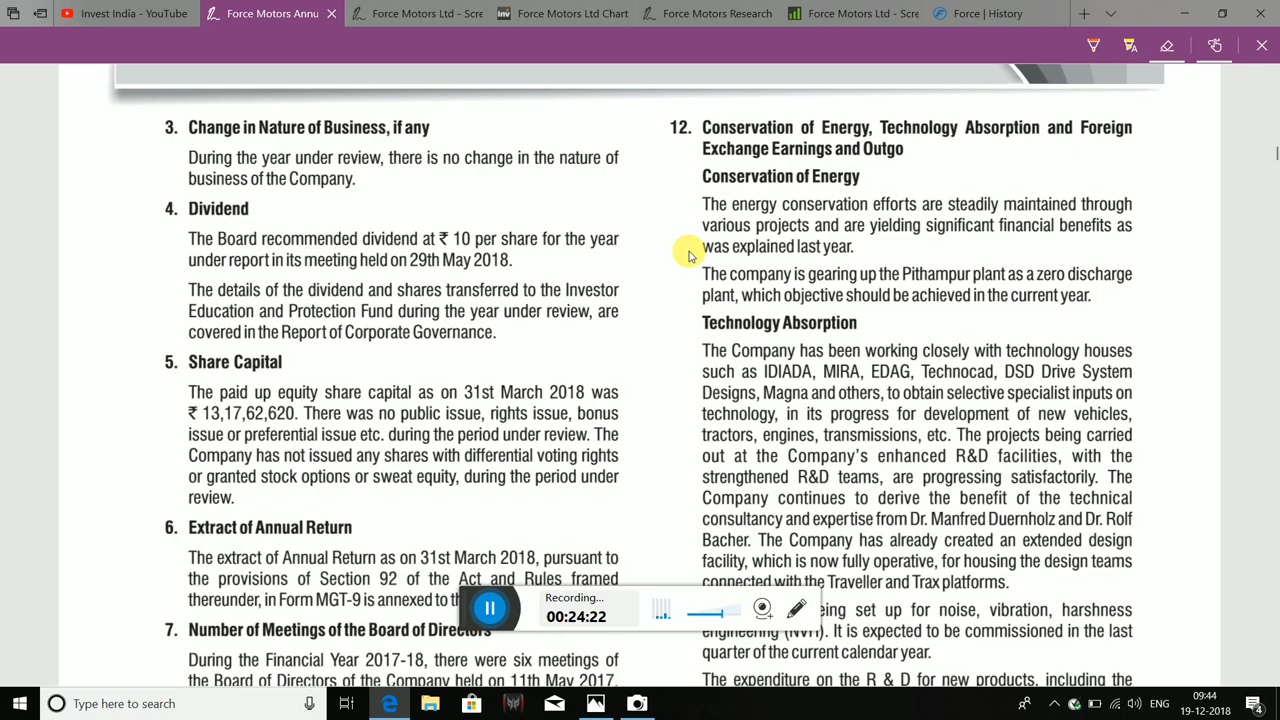 Invest India - YouTube
Force Motors Annu
Force Motors Ltd - Scre
Inv
Force Motors Ltd Chart
Force Motors Research
Force Motors Ltd - Scre
Force | History
3. Change in Nature of Business, if any
During the year under review, there is no change in the nature of
business of the Company.
4. Dividend
The Board recommended dividend at ₹ 10 per share for the year
under report in its meeting held on 29th May 2018.
The details of the dividend and shares transferred to the Investor
Education and Protection Fund during the year under review, are
covered in the Report of Corporate Governance.
5. Share Capital
The paid up equity share capital as on 31st March 2018 was
₹ 13,17,62,620. There was no public issue, rights issue, bonus
issue or preferential issue etc. during the period under review. The
Company has not issued any shares with differential voting rights
or granted stock options or sweat equity, during the period under
review.
6. Extract of Annual Return
The extract of Annual Return as on 31st March 2018, pursuant to
the provisions of Section 92 of the Act and Rules framed
thereunder, in Form MGT-9 is annexed to th
7. Number of Meetings of the Board of Directors
During the Financial Year 2017-18, there were six meetings of
the Board of Directors of the Company held on 11th May 2017,
12. Conservation of Energy, Technology Absorption and Foreign
Exchange Earnings and Outgo
Conservation of Energy
The energy conservation efforts are steadily maintained through
various projects and are yielding significant financial benefits as
was explained last year.
The company is gearing up the Pithampur plant as a zero discharge
plant, which objective should be achieved in the current year.
Technology Absorption
The Company has been working closely with technology houses
such as IDIADA, MIRA, EDAG, Technocad, DSD Drive System
Designs, Magna and others, to obtain selective specialist inputs on
technology, in its progress for development of new vehicles,
tractors, engines, transmissions, etc. The projects being carried
out at the Company's enhanced R&D facilities, with the
strengthened R&D teams, are progressing satisfactorily. The
Company continues to derive the benefit of the technical
consultancy and expertise from Dr. Manfred Duernholz and Dr. Rolf
Bacher. The Company has already created an extended design
facility, which is now fully operative, for housing the design teams
connected with the Traveller and Trax platforms.
eing set up for noise, vibration, harshness
engineering (NVH). It is expected to be commissioned in the last
quarter of the current calendar year.
The expenditure on the R & D for new products, including the
Recording...
00:24:22
Type here to search
ENG
09:44
19-12-2018
4